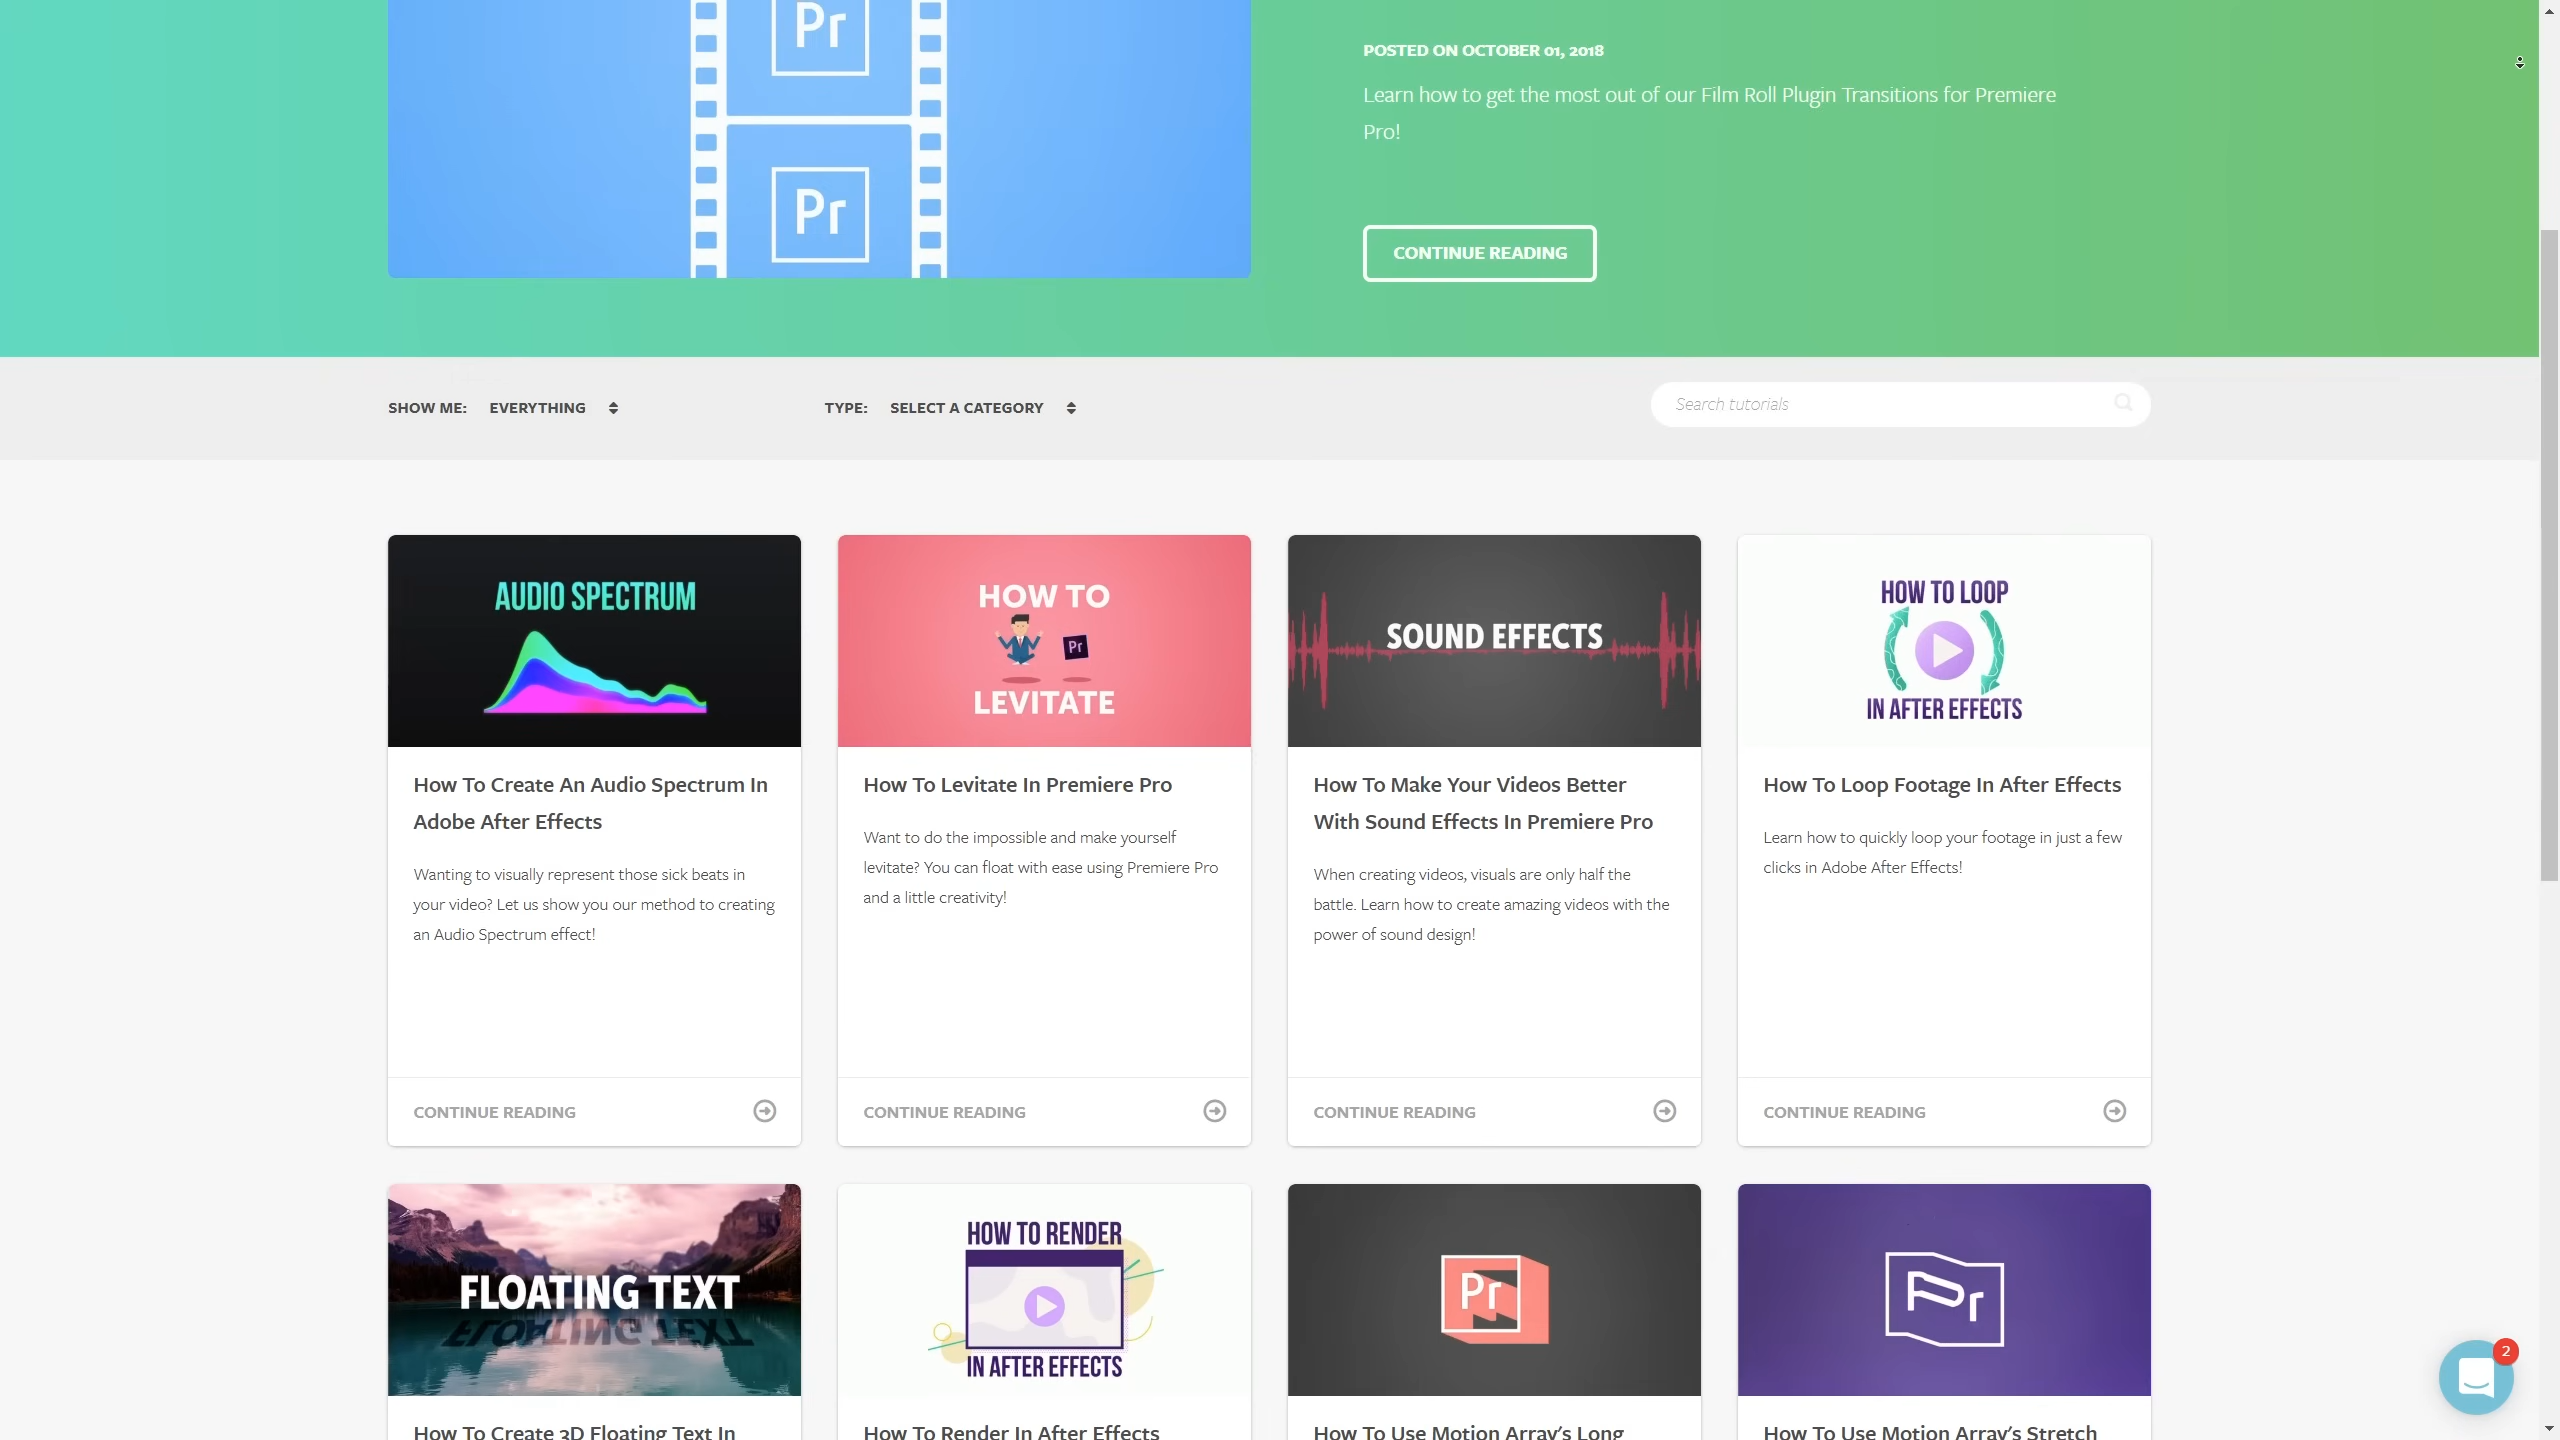 Pr
POSTED ON OCTOBER 01, 2018
Learn how to get the most out of our Film Roll Plugin Transitions for Premiere
Pro!
Pr
CONTINUE READING
SHOW ME: EVERYTHING
TYPE: SELECT A CATEGORY
Search tutorials
AUDIO SPECTRUM
How To Create An Audio Spectrum In
Adobe After Effects
Wanting to visually represent those sick beats in
your video? Let us show you our method to creating
an Audio Spectrum effect!
CONTINUE READING
HOW TO
Pr
LEVITATE
How To Levitate In Premiere Pro
Want to do the impossible and make yourself
levitate? You can float with ease using Premiere Pro
and a little creativity!
CONTINUE READING
SOUND EFFECTS
How To Make Your Videos Better
With Sound Effects In Premiere Pro
When creating videos, visuals are only half the
battle. Learn how to create amazing videos with the
power of sound design!
CONTINUE READING
HOW TO LOOP
IN AFTER EFFECTS
How To Loop Footage In After Effects
Learn how to quickly loop your footage in just a few
clicks in Adobe After Effects!
CONTINUE READING
FLOATING TEXT
FLOATING TEXT
How To Create 3D Floating Text In
HOW TO RENDER
IN AFTER EFFECTS
How To Render In After Effects
Pr
How To Use Motion Array's Long
Pr
How To Use Motion Array's Stretch
2